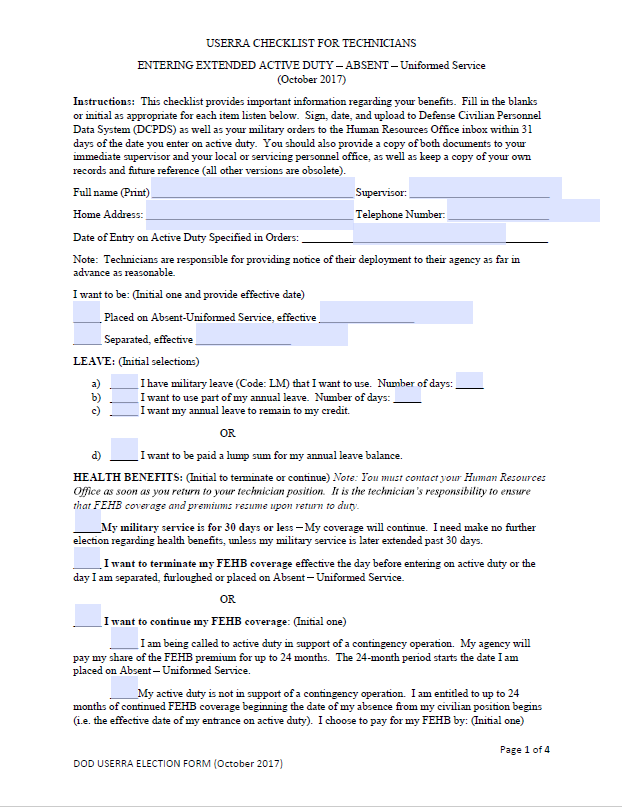 USERRA CHECKLIST FOR TECHNICIANS
ENTERING EXTENDED ACTIVE DUTY – ABSENT – Uniformed Service
(October 2017)
Instructions: This checklist provides important information regarding your benefits. Fill in the blanks
or initial as appropriate for each item listen below. Sign, date, and upload to Defense Civilian Personnel
Data System (DCPDS) as well as your military orders to the Human Resources Office inbox within 31
days of the date you enter on active duty. You should also provide a copy of both documents to your
immediate supervisor and your local or servicing personnel office, as well as keep a copy of your own
records and future reference (all other versions are obsolete).
Full name (Print) Supervisor:
Home Address: Telephone Number:
Date of Entry on Active Duty Specified in Orders:
Note: Technicians are responsible for providing notice of their deployment to their agency as far in
advance as reasonable.
I want to be: (Initial one and provide effective date)
Placed on Absent-Uniformed Service, effective
Separated, effective
LEAVE: (Initial selections)
a) I have military leave (Code: LM) that I want to use. Number of days:
b) I want to use part of my annual leave. Number of days:
c) I want my annual leave to remain to my credit.
OR
d) I want to be paid a lump sum for my annual leave balance.
HEALTH BENEFITS: (Initial to terminate or continue) Note: You must contact your Human Resources
Office as soon as you return to your technician position. It is the technician's responsibility to ensure
that FEHB coverage and premiums resume upon return to duty.
My military service is for 30 days or less – My coverage will continue. I need make no further
election regarding health benefits, unless my military service is later extended past 30 days.
I want to terminate my FEHB coverage effective the day before entering on active duty or the
day I am separated, furloughed or placed on Absent – Uniformed Service.
OR
I want to continue my FEHB coverage: (Initial one)
I am being called to active duty in support of a contingency operation. My agency will
pay my share of the FEHB premium for up to 24 months. The 24-month period starts the date I am
placed on Absent – Uniformed Service.
My active duty is not in support of a contingency operation. I am entitled to up to 24
months of continued FEHB coverage beginning the date of my absence from my civilian position begins
(i.e. the effective date of my entrance on active duty). I choose to pay for my FEHB by: (Initial one)
Page 1 of 4
DOD USERRA ELECTION FORM (October 2017)